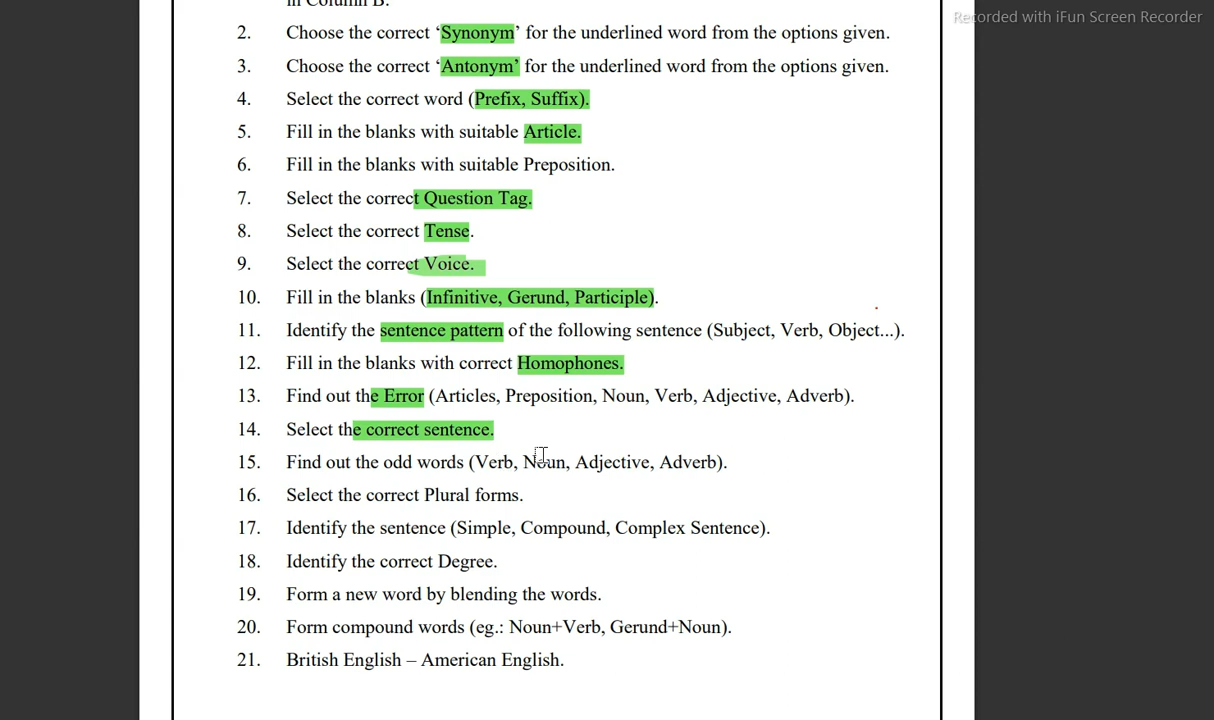 in Column B.
Recorded with iFun Screen Recorder
2. Choose the correct ‘Synonym’ for the underlined word from the options given.
3. Choose the correct ‘Antonym’ for the underlined word from the options given.
4. Select the correct word (Prefix, Suffix).
5. Fill in the blanks with suitable Article.
6. Fill in the blanks with suitable Preposition.
7. Select the correct Question Tag.
8. Select the correct Tense.
9. Select the correct Voice.
10. Fill in the blanks (Infinitive, Gerund, Participle).
11. Identify the sentence pattern of the following sentence (Subject, Verb, Object...).
12. Fill in the blanks with correct Homophones.
13. Find out the Error (Articles, Preposition, Noun, Verb, Adjective, Adverb).
14. Select the correct sentence.
15. Find out the odd words (Verb, Noun, Adjective, Adverb).
16. Select the correct Plural forms.
17. Identify the sentence (Simple, Compound, Complex Sentence).
18. Identify the correct Degree.
19. Form a new word by blending the words.
20. Form compound words (eg.: Noun+Verb, Gerund+Noun).
21. British English – American English.